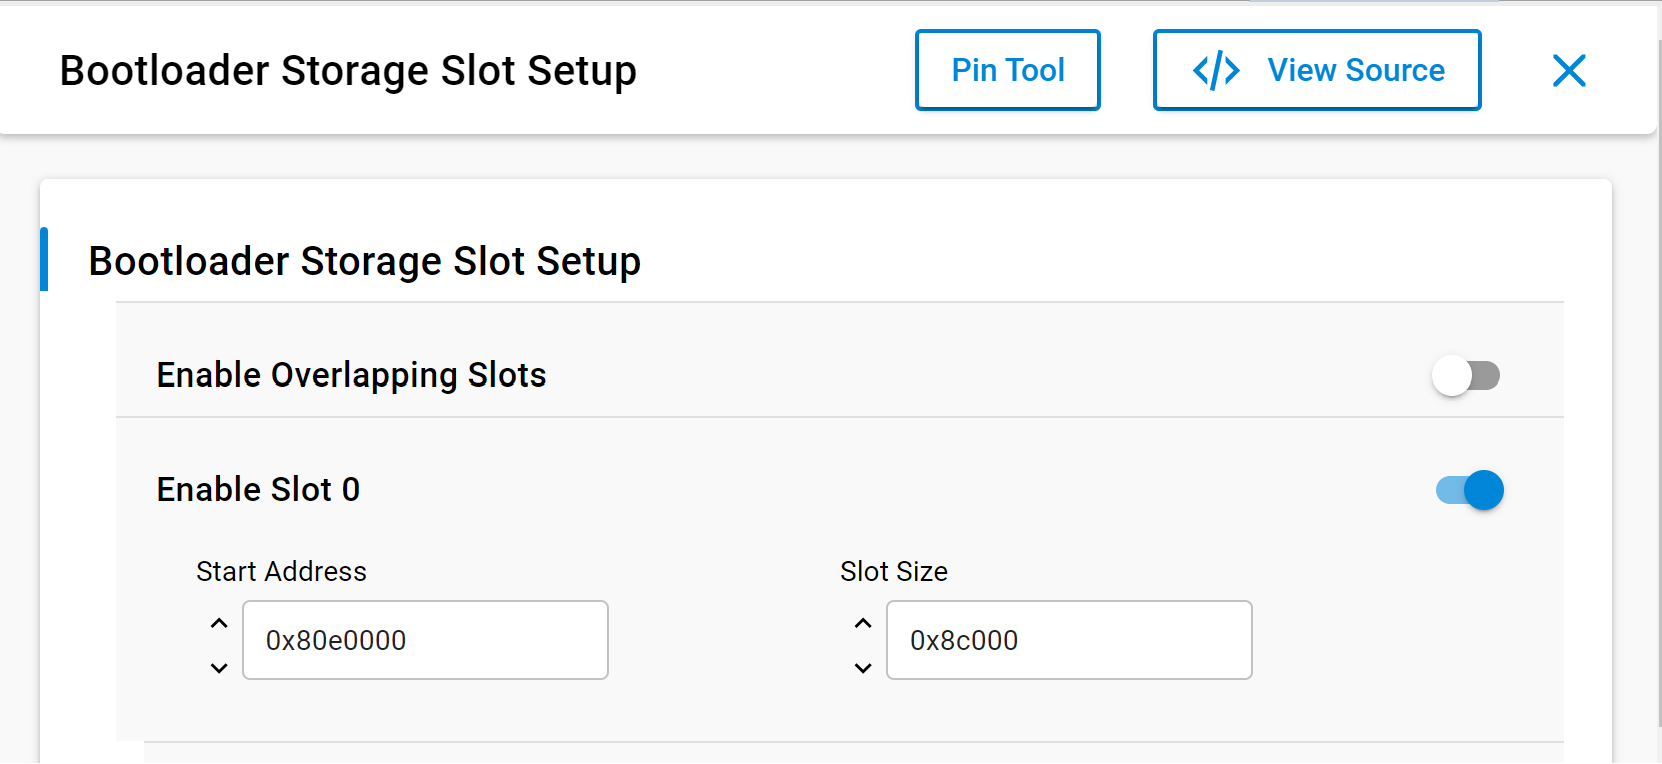 Bootloader Storage Slot Setup
Pin Tool
</> View Source
Bootloader Storage Slot Setup
Enable Overlapping Slots
Enable Slot 0
Start Address
Slot Size
0x80e0000
0x8c000